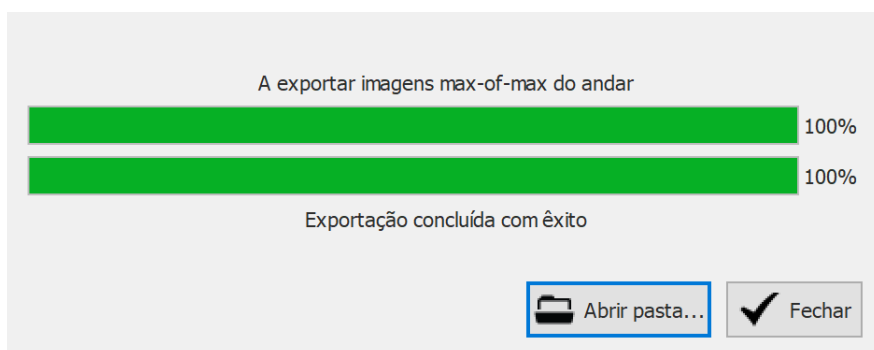 A exportar imagens max-of-max do andar
100%
100%
Exportação concluída com êxito
Abrir pasta...
Fechar